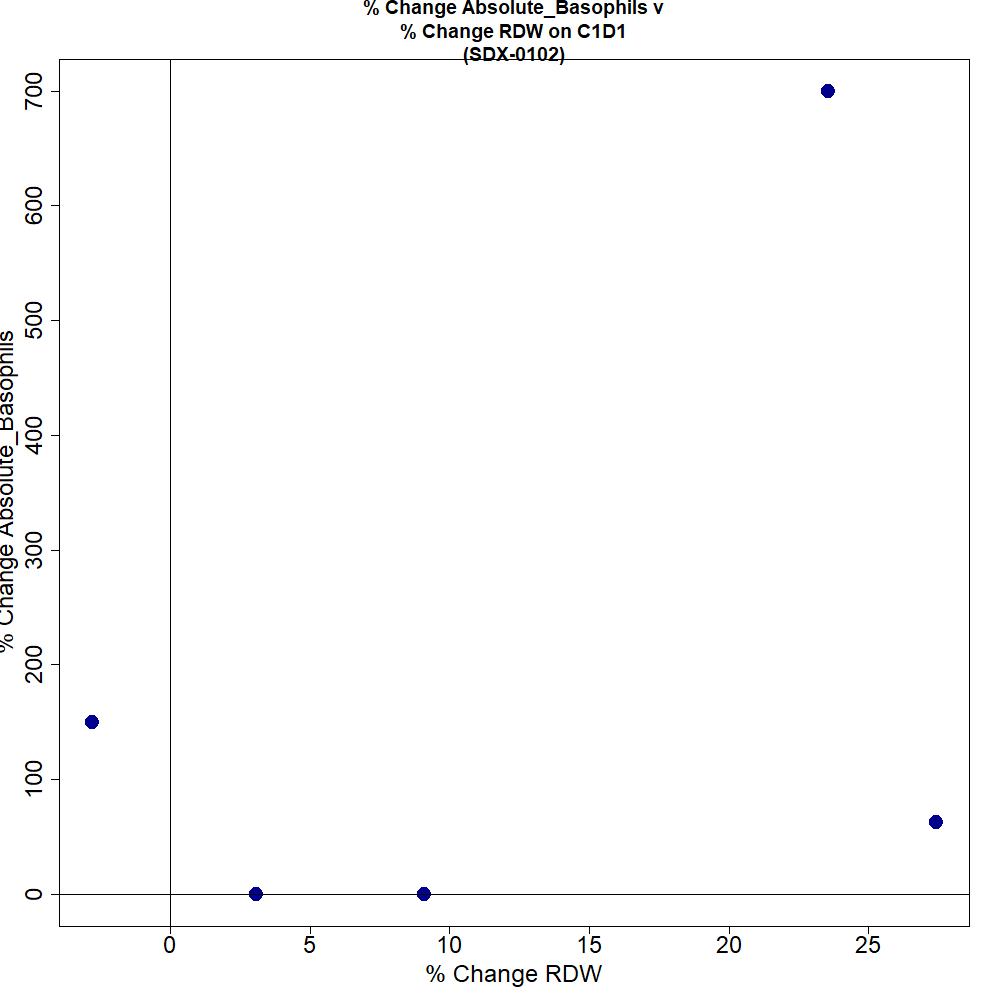 % Change Absolute_Basophils v
% Change RDW on C1D1
(SDX-0102)
% Change Absolute_Basophils
700
600
500
400
300
200
100
0
0 5 10 15 20 25
% Change RDW